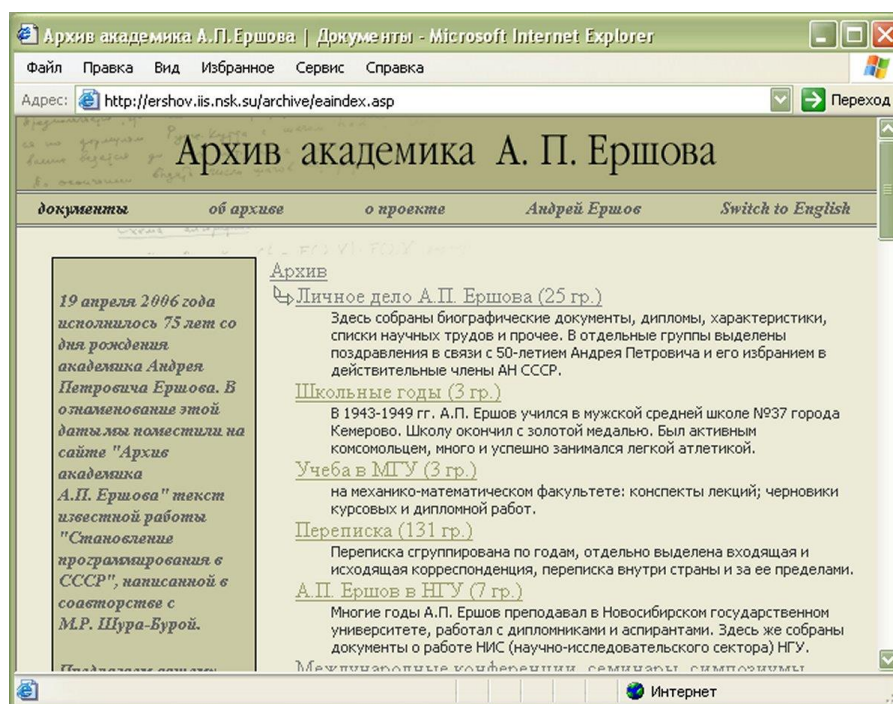 Архив академика А.П.Ершова | Документы - Microsoft Internet Explorer
Файл Правка Вид Избранное Сервис Справка
Адрес: http://ershov.iis.nsk.su/archive/eaindex.asp Переход
Архив академика А. П. Ершова
документы об архиве о проекте Андрей Ершов Switch to English
19 апреля 2006 года
исполнилось 75 лет со
дня рождения
академика Андрея
Петровича Ершова. В
ознаменование этой
даты мы поместили на
сайте "Архив
академика
А.П. Ершова" текст
известной работы
"Становление
программирования в
СССР", написанной в
соавторстве с
М.Р. Шура-Бурой.
Предлагаем вашему
Архив
Личное дело А.П. Ершова (25 гр.)
Здесь собраны биографические документы, дипломы, характеристики,
списки научных трудов и прочее. В отдельные группы выделены
поздравления в связи с 50-летием Андрея Петровича и его избранием в
действительные члены АН СССР.
Школьные годы (3 гр.)
В 1943-1949 гг. А.П. Ершов учился в мужской средней школе №37 города
Кемерово. Школу окончил с золотой медалью. Был активным
комсомольцем, много и успешно занимался легкой атлетикой.
Учеба в МГУ (3 гр.)
на механико-математическом факультете: конспекты лекций; черновики
курсовых и дипломной работ.
Переписка (131 гр.)
Переписка сгруппирована по годам, отдельно выделена входящая и
исходящая корреспонденция, переписка внутри страны и за ее пределами.
А.П. Ершов в НГУ (7 гр.)
Многие годы А.П. Ершов преподавал в Новосибирском государственном
университете, работал с дипломниками и аспирантами. Здесь же собраны
документы о работе НИС (научно-исследовательского сектора) НГУ.
Международные конференции, семинары, симпозиумы
Интернет